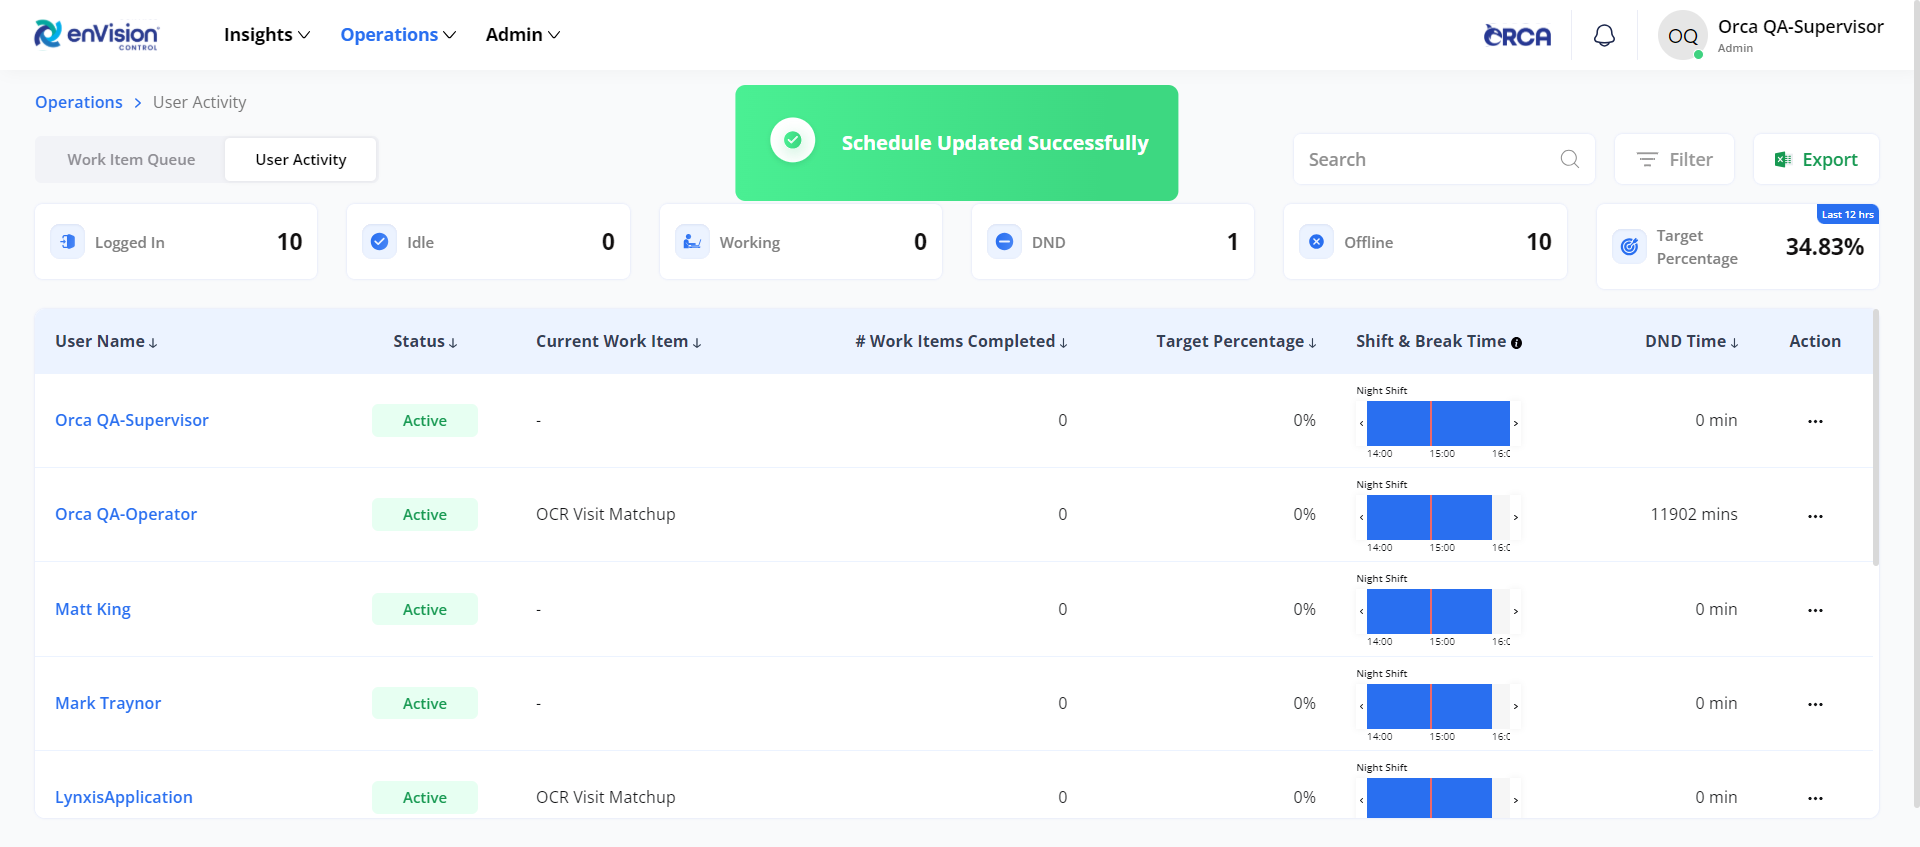 enVision
CONTROL
Insights
Operations
Admin
ORCA
OQ
Orca QA-Supervisor
Admin
Operations > User Activity
Schedule Updated Successfully
Work Item Queue
User Activity
Search
Filter
Export
Logged In 10
Idle 0
Working 0
DND 1
Offline 10
Last 12 hrs
Target
Percentage
34.83%
User Name↓ Status↓ Current Work Item↓ # Work Items Completed↓ Target Percentage↓ Shift & Break Time DND Time↓ Action
Night Shift
Orca QA-Supervisor Active - 0 0% ‹ › 0 min ...
14:00 15:00 16:0
Night Shift
Orca QA-Operator Active OCR Visit Matchup 0 0% ‹ › 11902 mins ...
14:00 15:00 16:0
Night Shift
Matt King Active - 0 0% ‹ › 0 min ...
14:00 15:00 16:0
Night Shift
Mark Traynor Active - 0 0% ‹ › 0 min ...
14:00 15:00 16:0
Night Shift
LynxisApplication Active OCR Visit Matchup 0 0% ‹ › 0 min ...